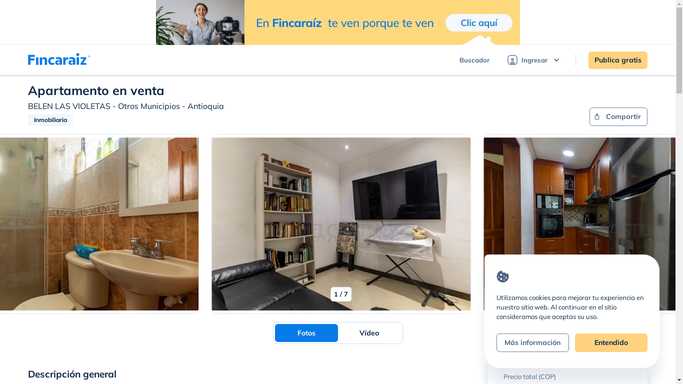 En Fincaraíz te ven porque te ven
Clic aquí
Fincaraíz
Buscador
Ingresar
Publica gratis
Apartamento en venta
BELEN LAS VIOLETAS - Otros Municipios - Antioquia
Inmobiliaria
Compartir
1 / 7
Fotos
Video
Utilizamos cookies para mejorar tu experiencia en
nuestro sitio web. Al continuar en el sitio
consideramos que aceptas su uso.
Más información
Entendido
Descripción general
Precio total (COP)